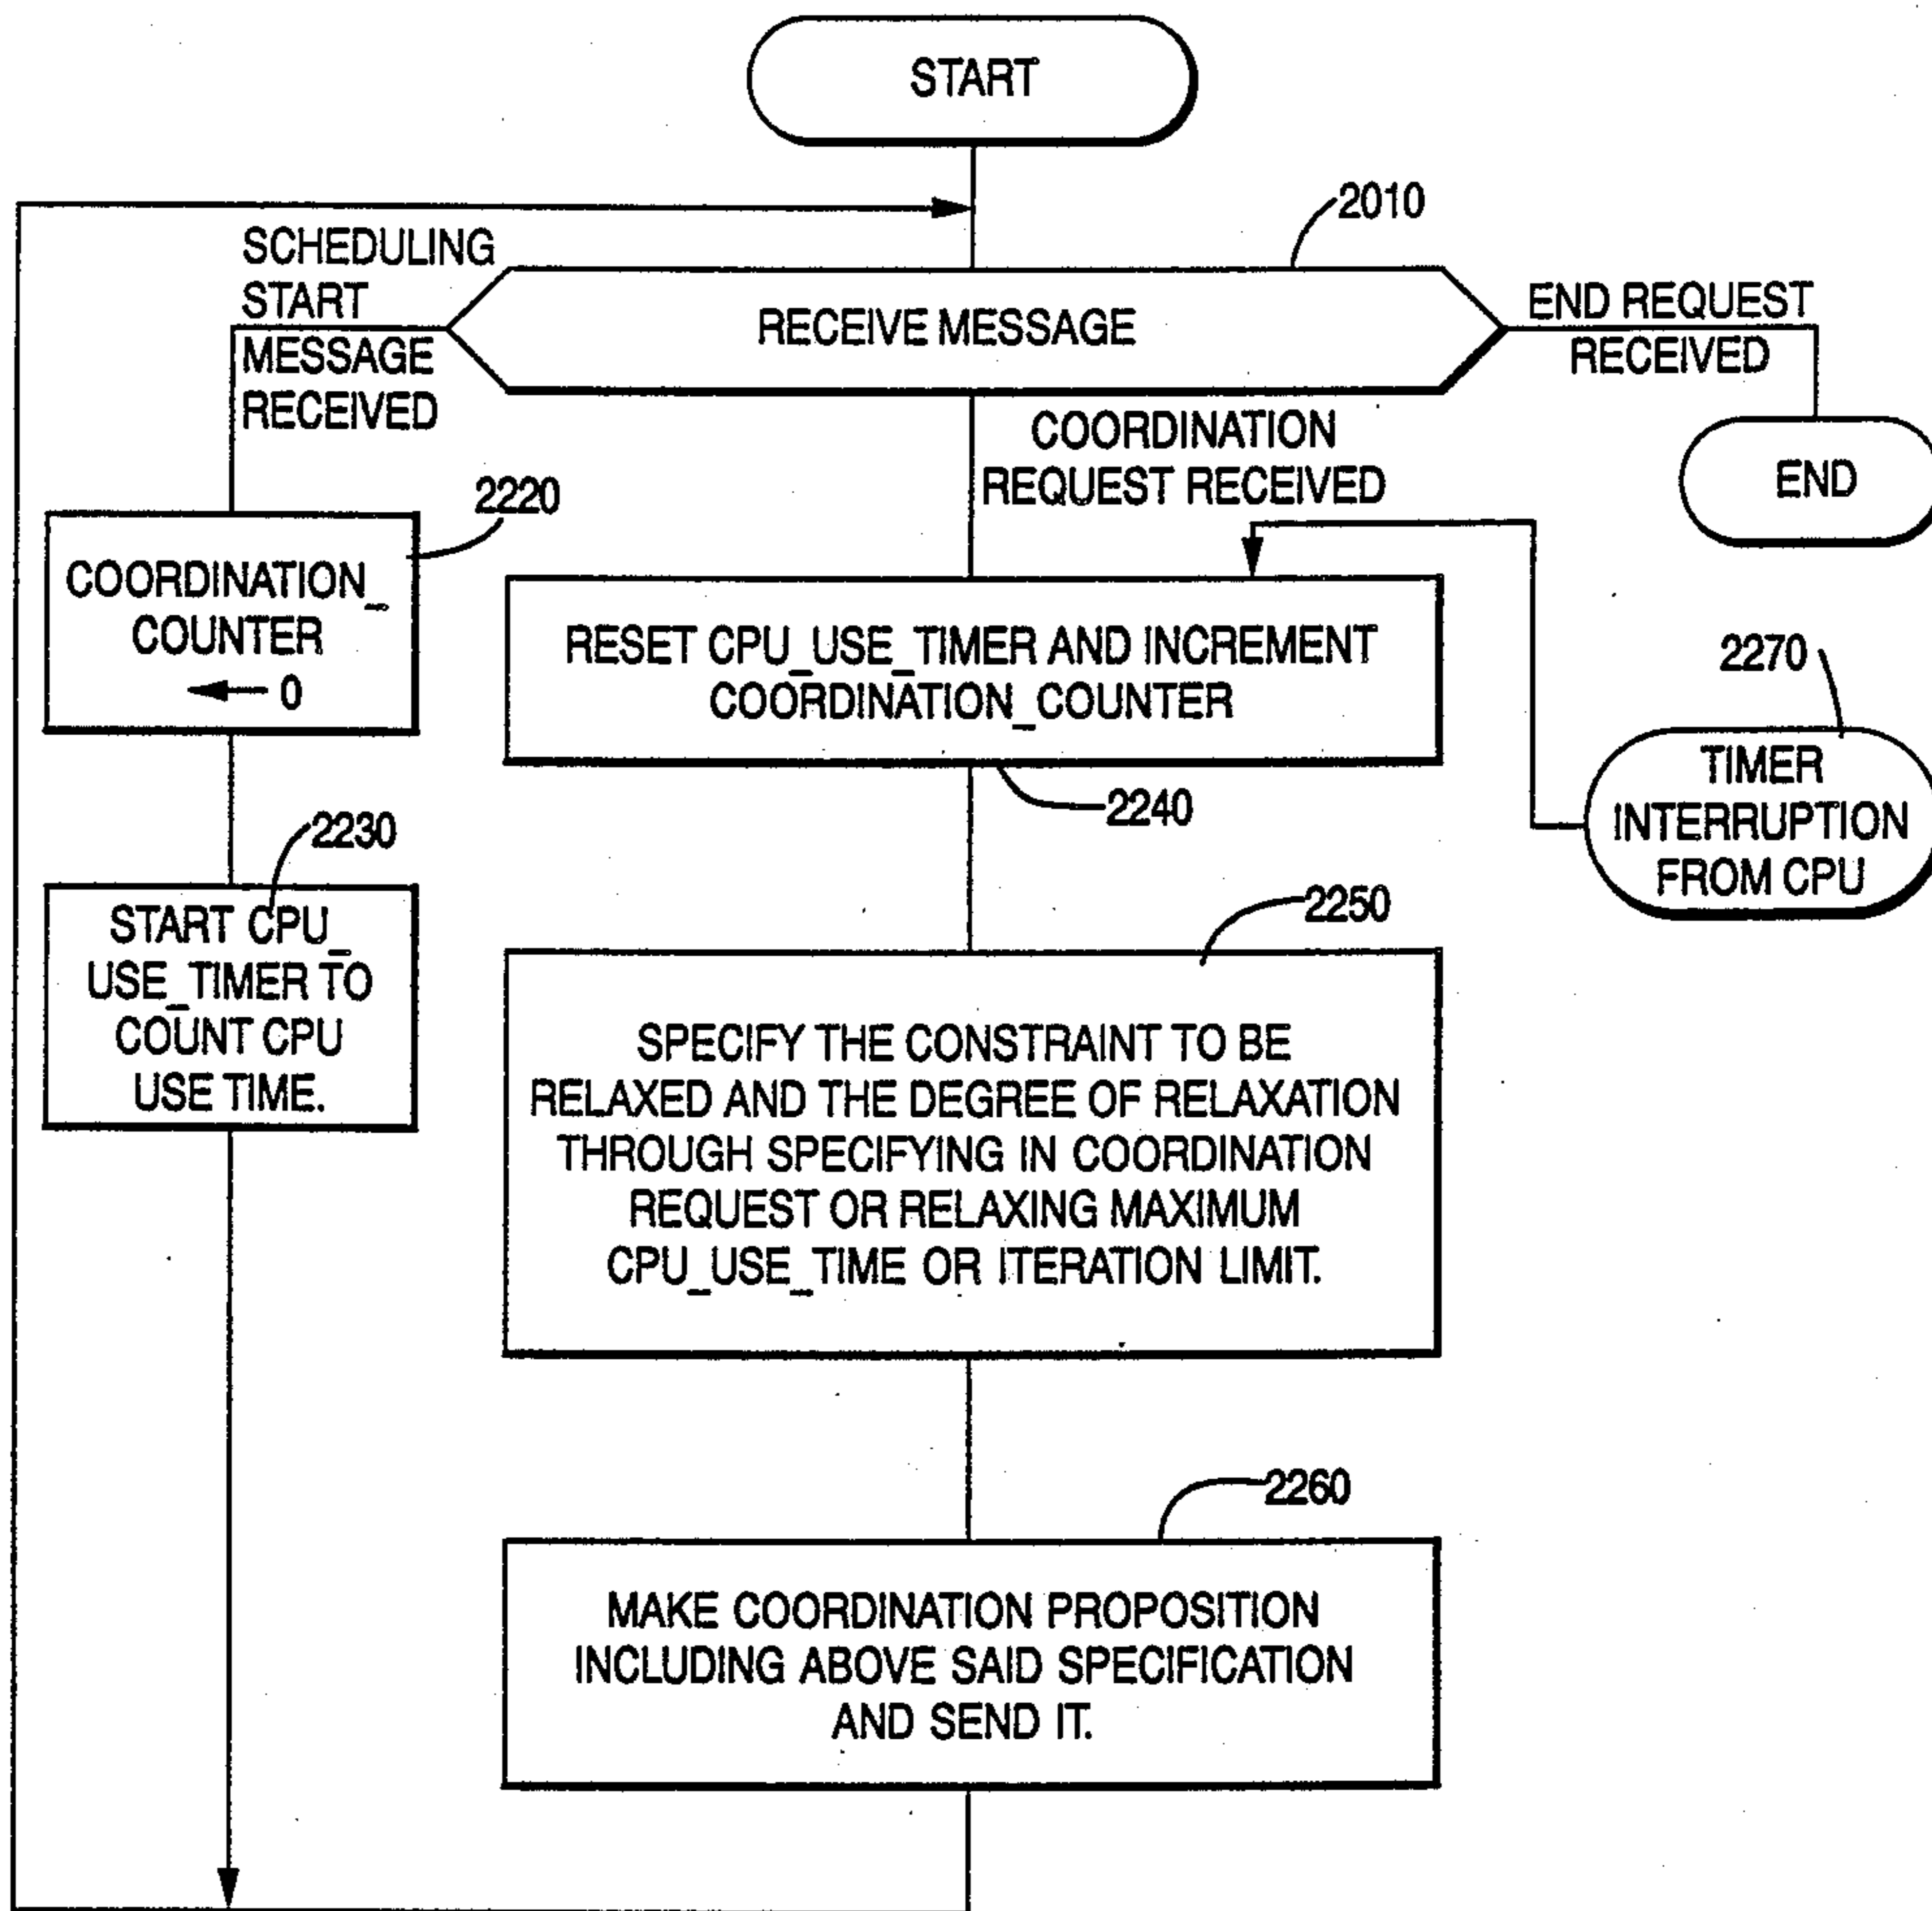 START
2010
SCHEDULING
START
MESSAGE
RECEIVED
RECEIVE MESSAGE
END REQUEST
RECEIVED
END
COORDINATION
REQUEST RECEIVED
2220
COORDINATION_
COUNTER
← 0
2230
START CPU_
USE_TIMER TO
COUNT CPU
USE TIME.
RESET CPU_USE_TIMER AND INCREMENT
COORDINATION_COUNTER
2240
2270
TIMER
INTERRUPTION
FROM CPU
2250
SPECIFY THE CONSTRAINT TO BE
RELAXED AND THE DEGREE OF RELAXATION
THROUGH SPECIFYING IN COORDINATION
REQUEST OR RELAXING MAXIMUM
CPU_USE_TIME OR ITERATION LIMIT.
2260
MAKE COORDINATION PROPOSITION
INCLUDING ABOVE SAID SPECIFICATION
AND SEND IT.